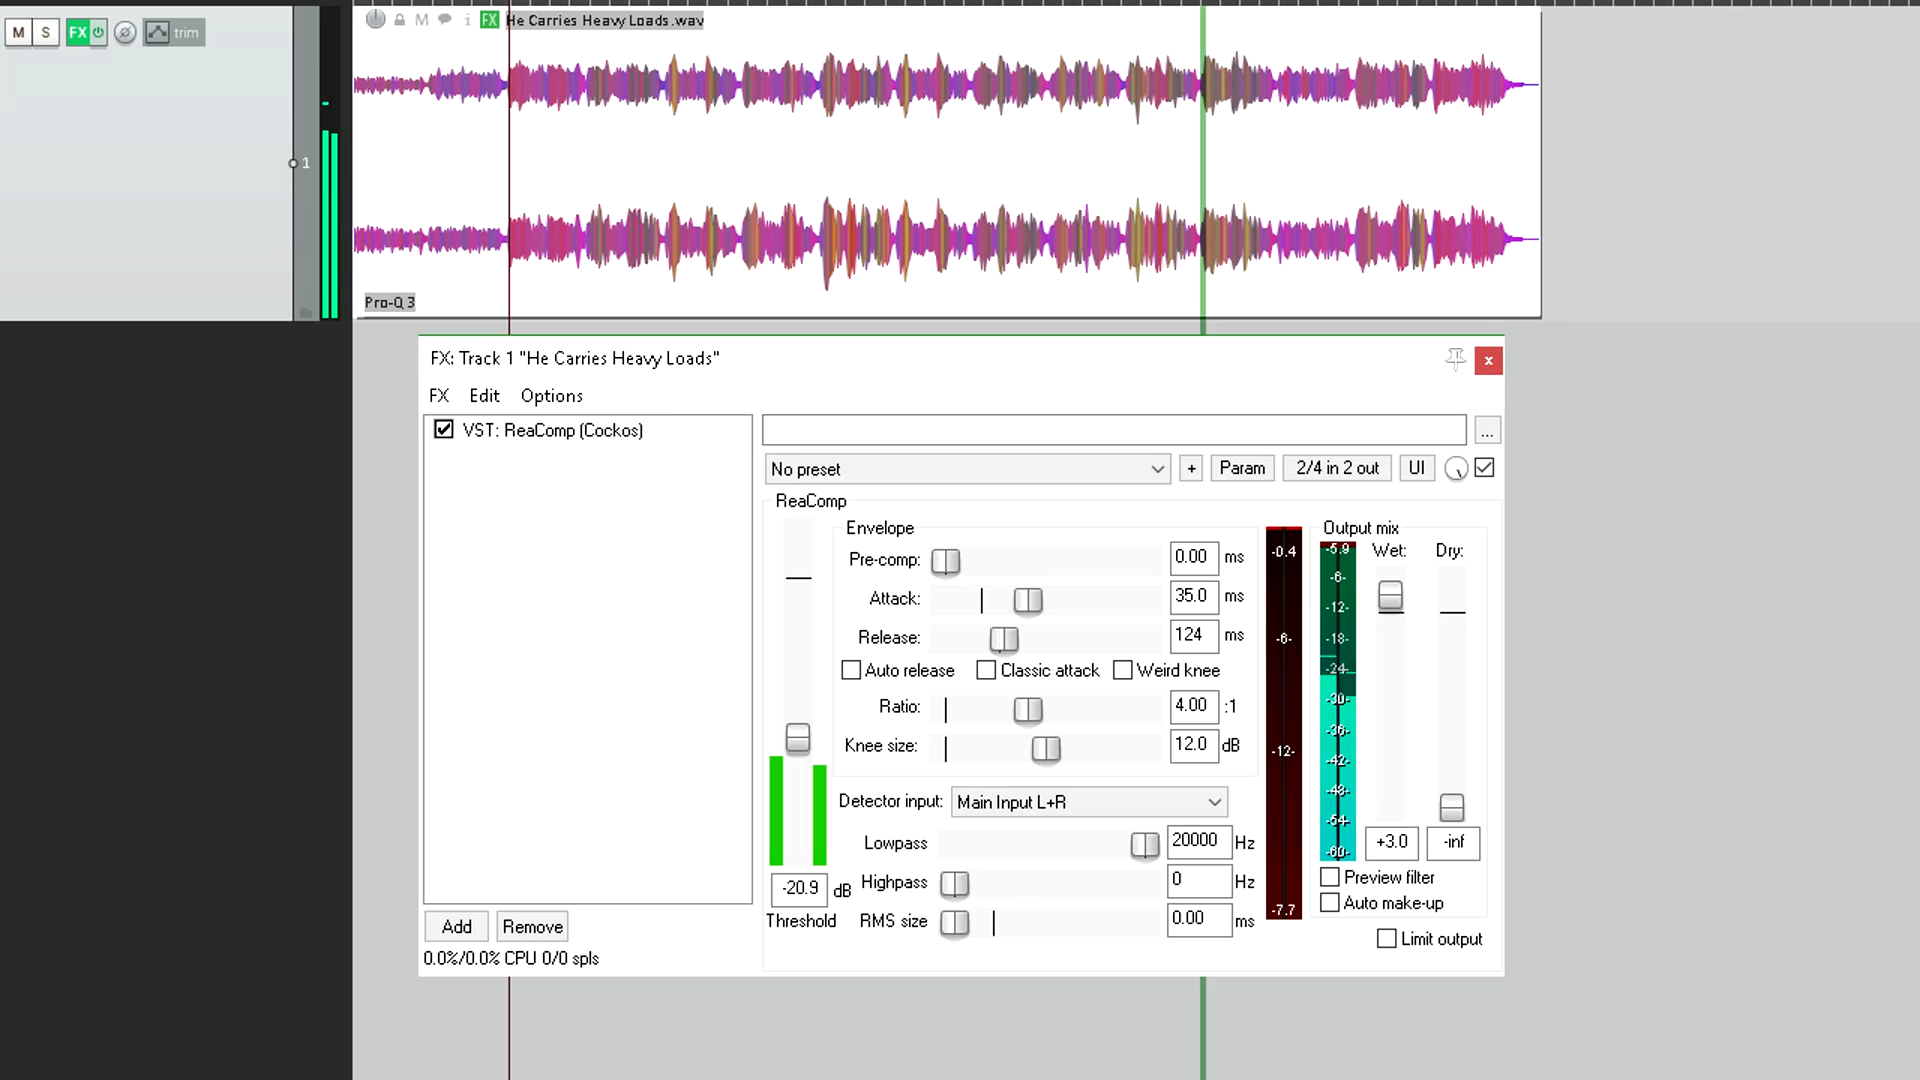 M S FX trim
M i FX He Carries Heavy Loads.wav
1
Pro-Q 3
FX: Track 1 "He Carries Heavy Loads"
x
FX Edit Options
VST: ReaComp (Cockos)
...
No preset
+ Param 2/4 in 2 out UI
ReaComp
Envelope
Output mix
Wet: Dry:
Pre-comp: 0.00 ms
Attack: 35.0 ms
Release: 124 ms
Auto release Classic attack Weird knee
Ratio: 4.00 :1
Knee size: 12.0 dB
Detector input: Main Input L+R
Lowpass 20000 Hz
Highpass 0 Hz
RMS size 0.00 ms
-20.9 dB
Threshold
-0.4
-6-
-12-
-7.7
-5.9
-6-
-12-
-18-
-24-
-30-
-36-
-42-
-48-
-54-
-60-
+3.0 -inf
Preview filter
Auto make-up
Limit output
Add Remove
0.0%/0.0% CPU 0/0 spls